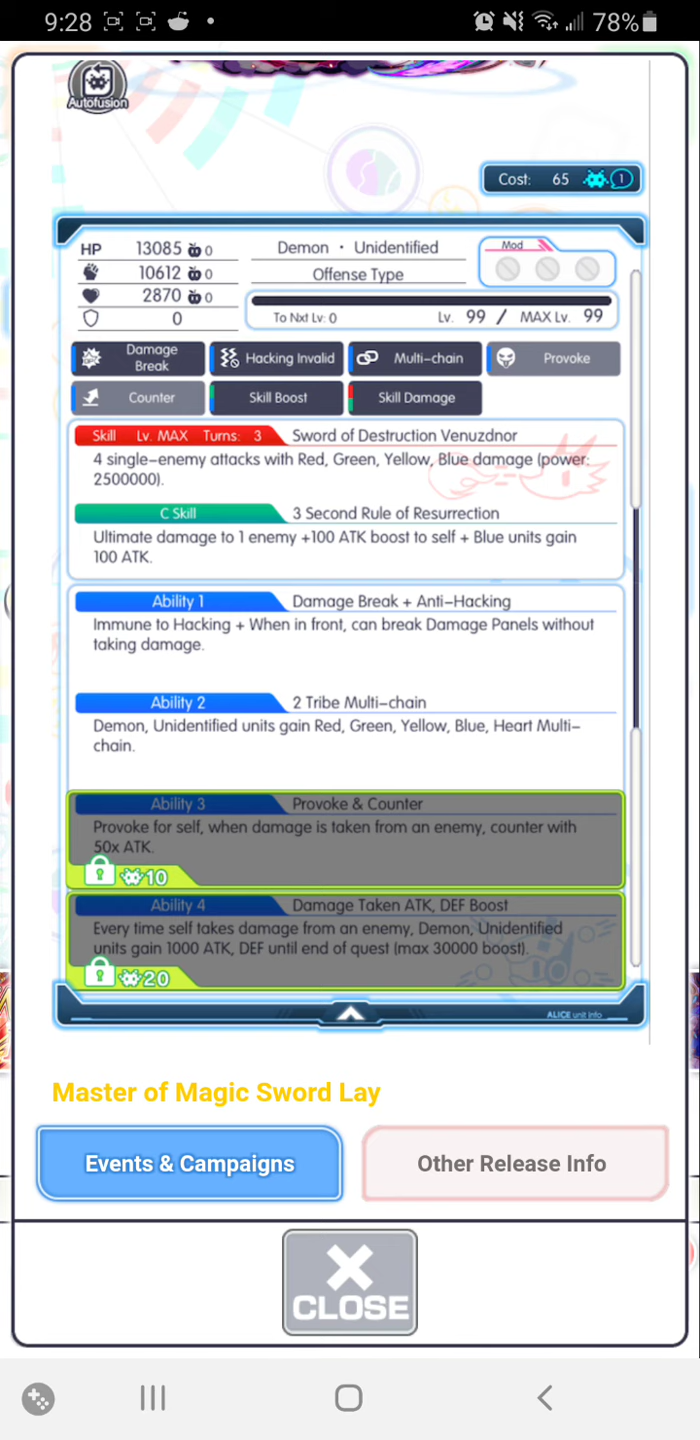 9:28 78%
Autofusion
Cost: 65 1
HP 13085 0 Demon · Unidentified Mod
10612 0 Offense Type
2870 0
0 To Nxt Lv: 0 Lv. 99 / MAX Lv. 99
Damage Break Hacking Invalid Multi-chain Provoke
Counter Skill Boost Skill Damage
Skill Lv. MAX Turns: 3 Sword of Destruction Venuzdnor
4 single-enemy attacks with Red, Green, Yellow, Blue damage (power:
2500000).
C Skill 3 Second Rule of Resurrection
Ultimate damage to 1 enemy +100 ATK boost to self + Blue units gain
100 ATK.
Ability 1 Damage Break + Anti-Hacking
Immune to Hacking + When in front, can break Damage Panels without
taking damage.
Ability 2 2 Tribe Multi-chain
Demon, Unidentified units gain Red, Green, Yellow, Blue, Heart Multi-
chain.
Ability 3 Provoke & Counter
Provoke for self, when damage is taken from an enemy, counter with
50x ATK.
10
Ability 4 Damage Taken ATK, DEF Boost
Every time self takes damage from an enemy, Demon, Unidentified
units gain 1000 ATK, DEF until end of quest (max 30000 boost).
20
ALICE unit info
Master of Magic Sword Lay
Events & Campaigns Other Release Info
CLOSE